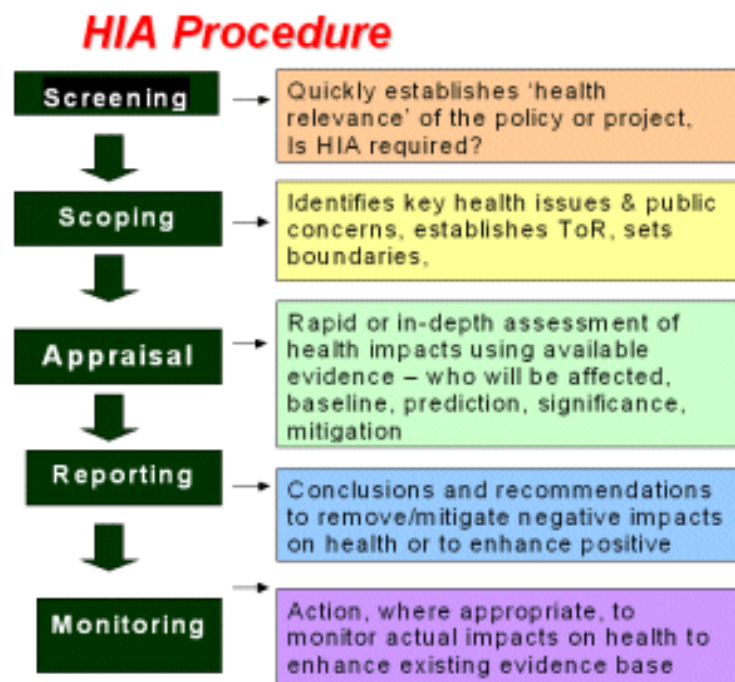 HIA Procedure
Screening
Quickly establishes ‘health
relevance’ of the policy or project,
Is HIA required?
Scoping
Identifies key health issues & public
concerns, establishes ToR, sets
boundaries,
Appraisal
Rapid or in-depth assessment of
health impacts using available
evidence – who will be affected,
baseline, prediction, significance,
mitigation
Reporting
Conclusions and recommendations
to remove/mitigate negative impacts
on health or to enhance positive
Monitoring
Action, where appropriate, to
monitor actual impacts on health to
enhance existing evidence base